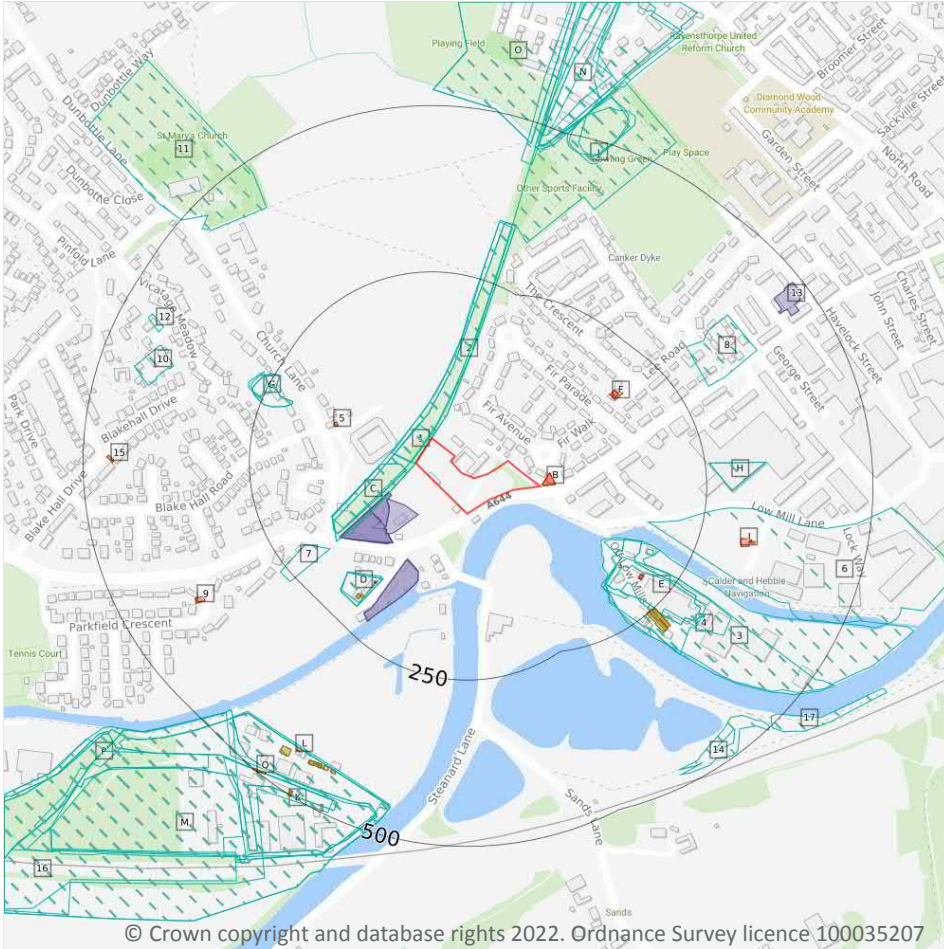 Playing Field
O
Ravensthorpe United
Reform Church
Broomer Street
N
Dunbottle Way
Diamond Wood
Community Academy
Sackville Street
Dunbottle Lane
St Mary's Church
11
Bowling Green
Play Space
Garden Street
North Road
Dunbottle Close
Other Sports Facility
Pinfold Lane
Canker Dyke
Vicarage Meadow
The Crescent
13
Charles Street
John Street
Havelock Street
12
10
Church Lane
2
8
Lee Road
George Street
G
Fir Parade
F
Park Drive
Blakehall Drive
5
Fir Avenue
Fir Walk
1
15
Blake Hall Road
Blake Hall Drive
C
B
H
A644
Low Mill Lane
J
Lock Way
7
6
D
E
Calder and Hebble
Navigation
9
4
3
Parkfield Crescent
Tennis Court
250
17
14
L
P
Q
K
Steanard Lane
M
Sands Lane
500
16
Sands
© Crown copyright and database rights 2022. Ordnance Survey licence 100035207